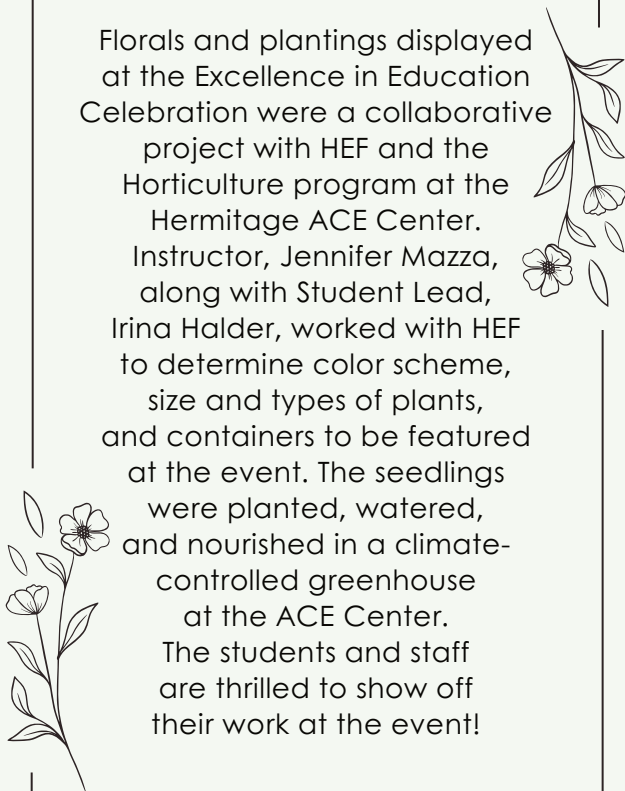 Florals and plantings displayed
at the Excellence in Education
Celebration were a collaborative
project with HEF and the
Horticulture program at the
Hermitage ACE Center.
Instructor, Jennifer Mazza,
along with Student Lead,
Irina Halder, worked with HEF
to determine color scheme,
size and types of plants,
and containers to be featured
at the event. The seedlings
were planted, watered,
and nourished in a climate-
controlled greenhouse
at the ACE Center.
The students and staff
are thrilled to show off
their work at the event!